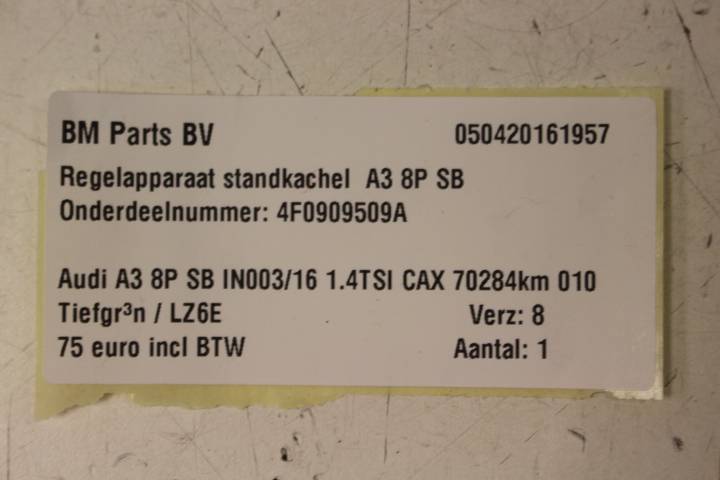 BM Parts BV 050420161957
Regelapparaat standkachel A3 8P SB
Onderdeelnummer: 4F0909509A
Audi A3 8P SB IN003/16 1.4TSI CAX 70284km 010
Tiefgr³n / LZ6E Verz: 8
75 euro incl BTW Aantal: 1